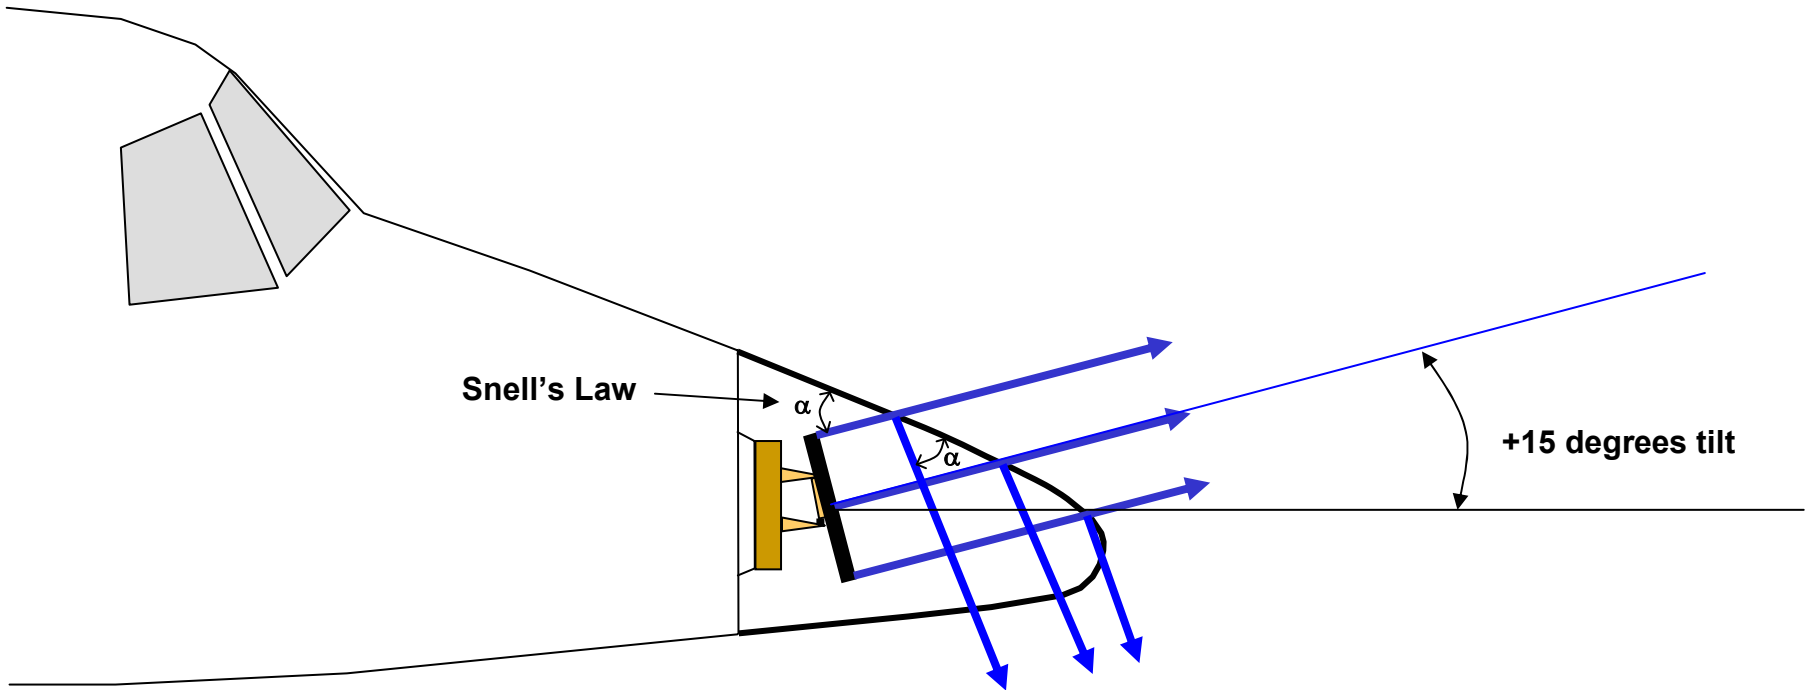 Snell’s Law
α
α
+15 degrees tilt